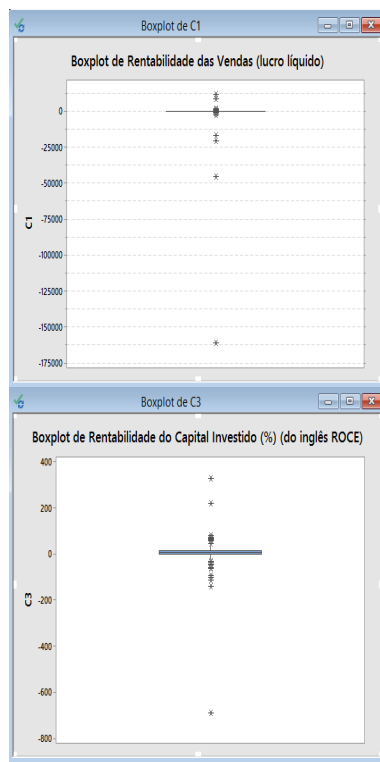 Boxplot de C1
Boxplot de Rentabilidade das Vendas (lucro líquido)
0
-25000
-50000
-75000
-100000
-125000
-150000
-175000
C1
Boxplot de C3
Boxplot de Rentabilidade do Capital Investido (%) (do inglês ROCE)
400
200
0
-200
-400
-600
-800
C3